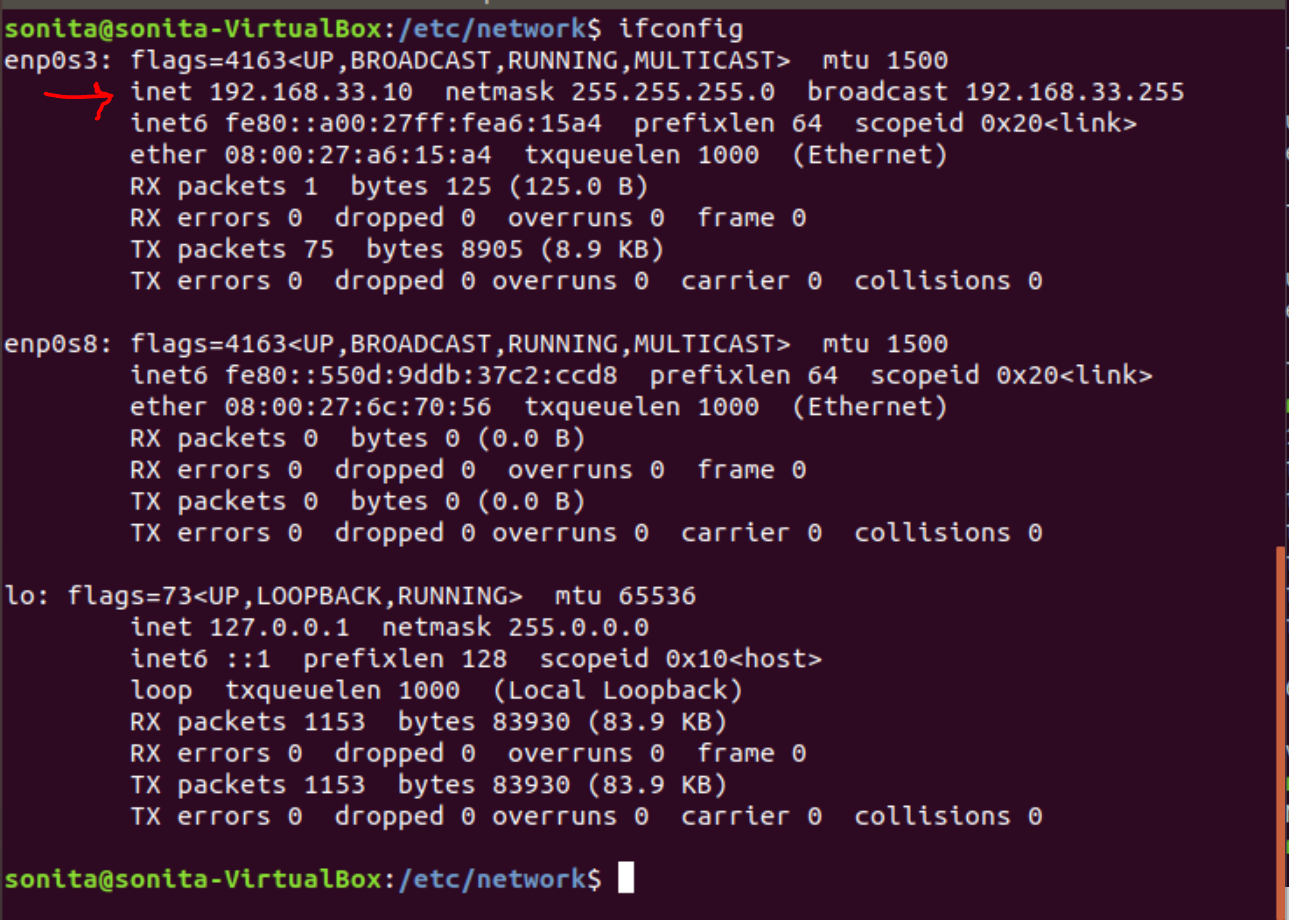 sonita@sonita-VirtualBox:/etc/network$ ifconfig
enp0s3: flags=4163<UP,BROADCAST,RUNNING,MULTICAST>  mtu 1500
        inet 192.168.33.10  netmask 255.255.255.0  broadcast 192.168.33.255
        inet6 fe80::a00:27ff:fea6:15a4  prefixlen 64  scopeid 0x20<link>
        ether 08:00:27:a6:15:a4  txqueuelen 1000  (Ethernet)
        RX packets 1  bytes 125 (125.0 B)
        RX errors 0  dropped 0  overruns 0  frame 0
        TX packets 75  bytes 8905 (8.9 KB)
        TX errors 0  dropped 0 overruns 0  carrier 0  collisions 0

enp0s8: flags=4163<UP,BROADCAST,RUNNING,MULTICAST>  mtu 1500
        inet6 fe80::550d:9ddb:37c2:ccd8  prefixlen 64  scopeid 0x20<link>
        ether 08:00:27:6c:70:56  txqueuelen 1000  (Ethernet)
        RX packets 0  bytes 0 (0.0 B)
        RX errors 0  dropped 0  overruns 0  frame 0
        TX packets 0  bytes 0 (0.0 B)
        TX errors 0  dropped 0 overruns 0  carrier 0  collisions 0

lo: flags=73<UP,LOOPBACK,RUNNING>  mtu 65536
        inet 127.0.0.1  netmask 255.0.0.0
        inet6 ::1  prefixlen 128  scopeid 0x10<host>
        loop  txqueuelen 1000  (Local Loopback)
        RX packets 1153  bytes 83930 (83.9 KB)
        RX errors 0  dropped 0  overruns 0  frame 0
        TX packets 1153  bytes 83930 (83.9 KB)
        TX errors 0  dropped 0 overruns 0  carrier 0  collisions 0

sonita@sonita-VirtualBox:/etc/network$